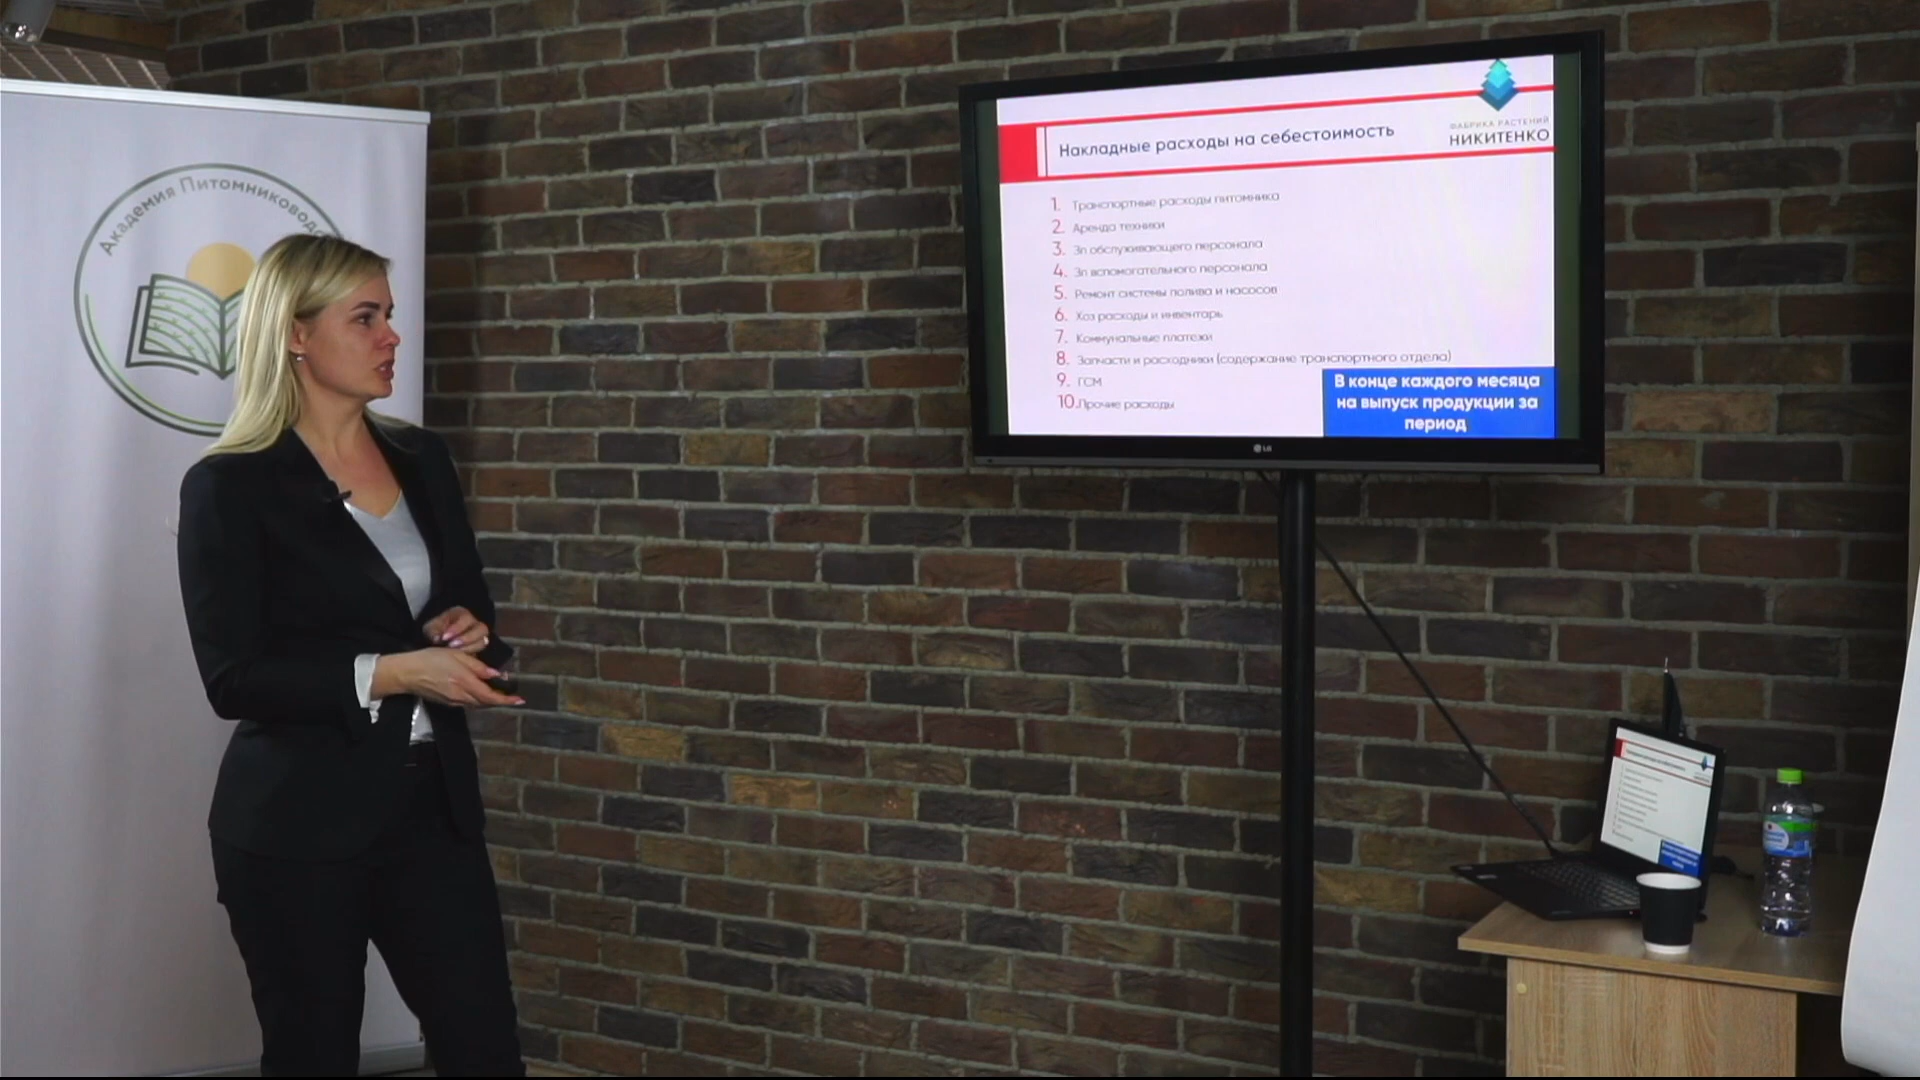 Академия Питомниковод
Накладные расходы на себестоимость
ФАБРИКА РАСТЕНИЙ
НИКИТЕНКО
1. Транспортные расходы питомника
2. Аренда техники
3. Зп обслуживающего персонала
4. Зп вспомогательного персонала
5. Ремонт системы полива и насосов
6. Хоз расходы и инвентарь
7. Коммунальные платежи
8. Запчасти и расходники (содержание транспортного отдела)
9. ГСМ
10. Прочие расходы
В конце каждого месяца
на выпуск продукции за
период
LG